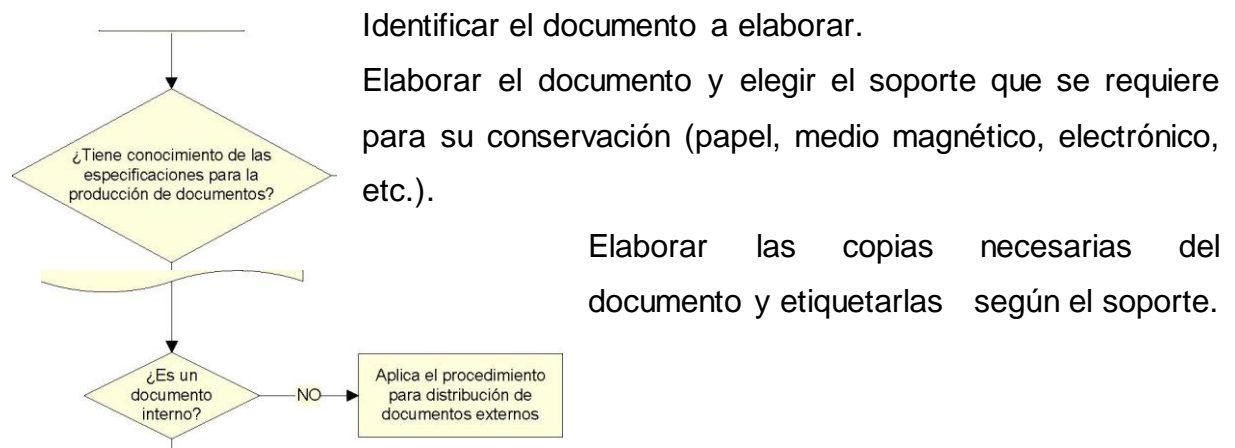 Identificar el documento a elaborar.
Elaborar el documento y elegir el soporte que se requiere
para su conservación (papel, medio magnético, electrónico,
etc.).
¿Tiene conocimiento de las
especificaciones para la
producción de documentos?
Elaborar las copias necesarias del
documento y etiquetarlas según el soporte.
¿Es un
documento
interno?
NO
Aplica el procedimiento
para distribución de
documentos externos